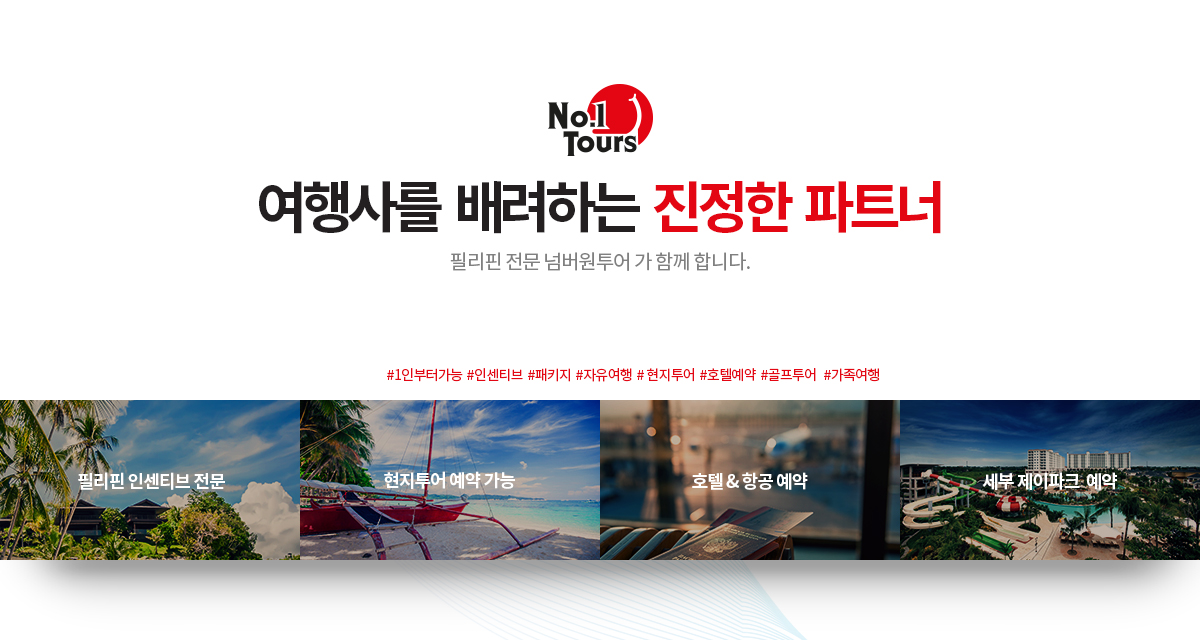 No.1
Tours
여행사를 배려하는 진정한 파트너
필리핀 전문 넘버원투어 가 함께 합니다.
#1인부터가능 #인센티브 #패키지 #자유여행 # 현지투어 #호텔예약 #골프투어 #가족여행
필리핀 인센티브 전문
현지투어 예약 가능
호텔 & 항공 예약
세부 제이파크 예약